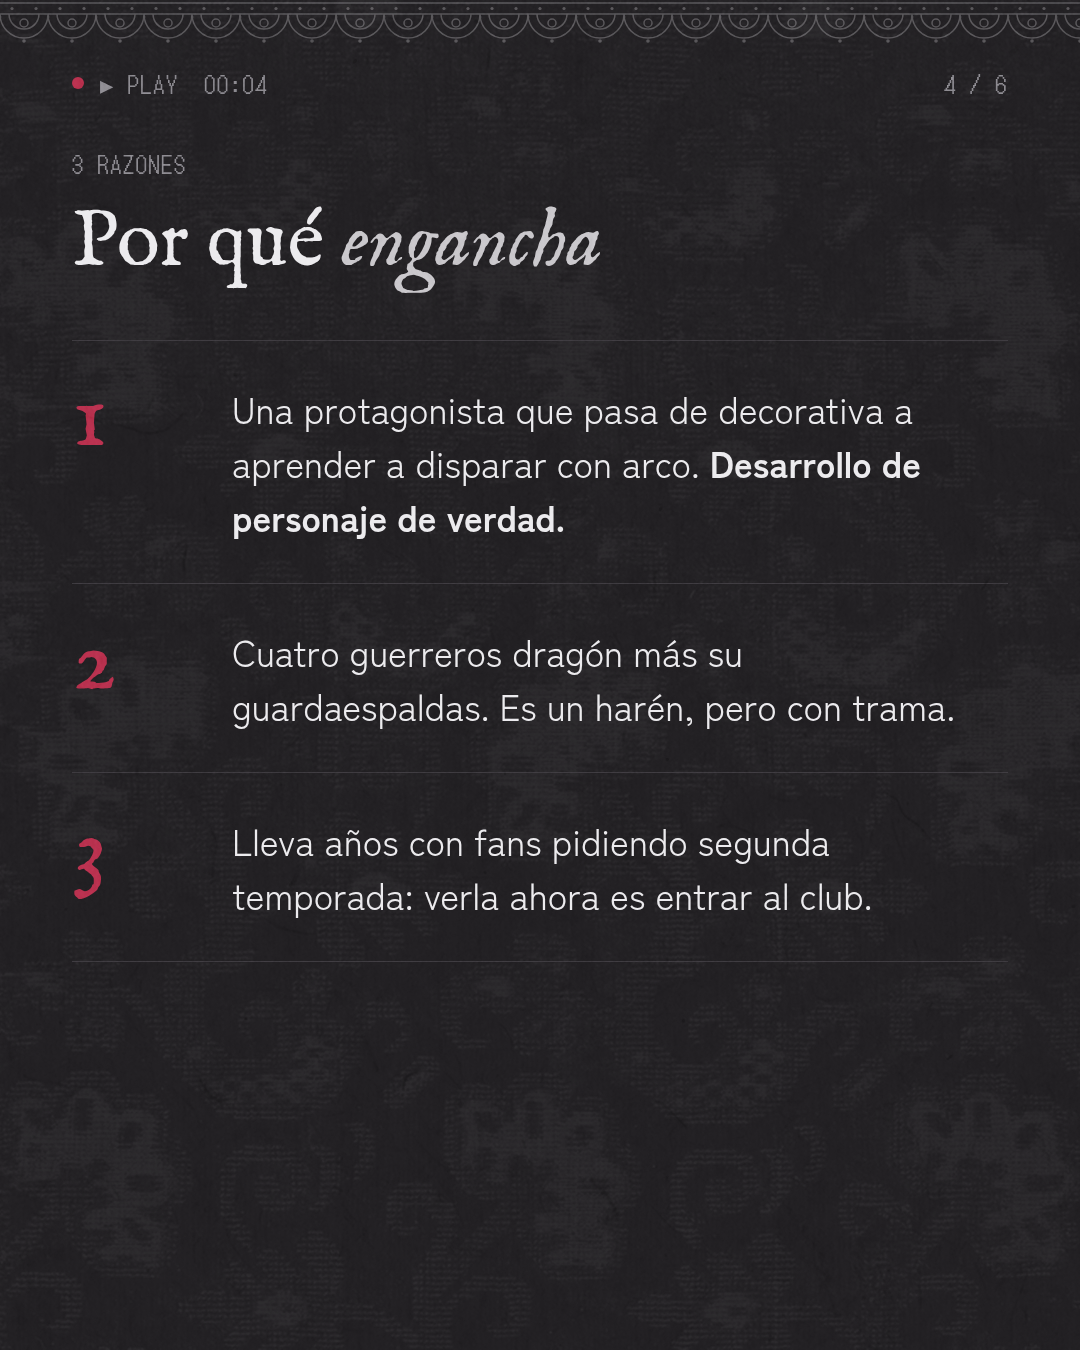 ▶ PLAY 00:04
4 / 6
3 RAZONES
Por qué engancha
1
Una protagonista que pasa de decorativa a
aprender a disparar con arco. Desarrollo de
personaje de verdad.
2
Cuatro guerreros dragón más su
guardaespaldas. Es un harén, pero con trama.
3
Lleva años con fans pidiendo segunda
temporada: verla ahora es entrar al club.